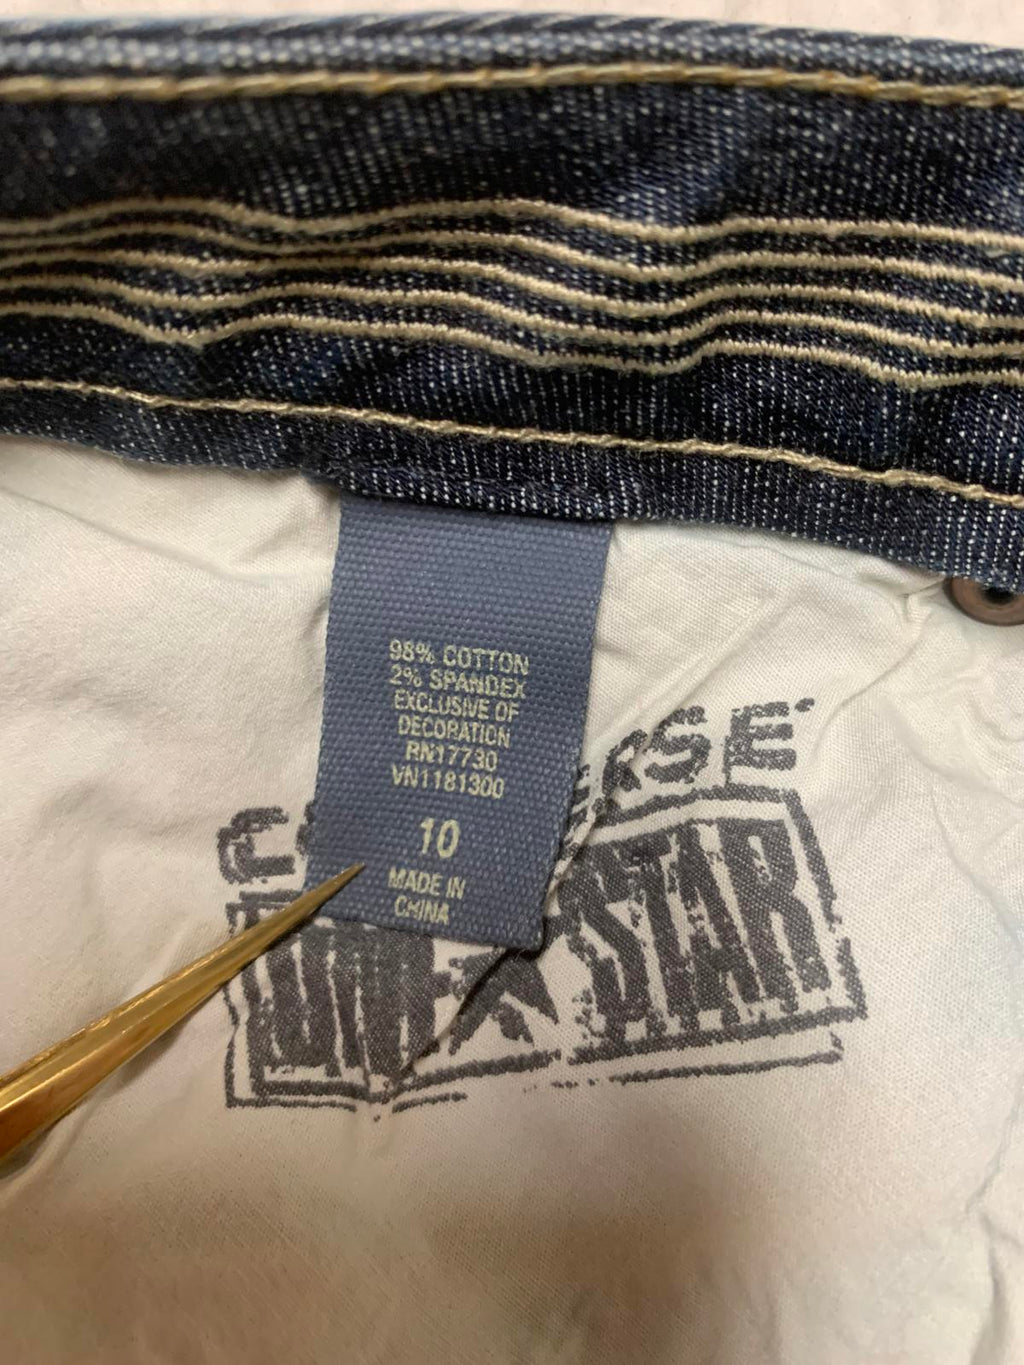 98% COTTON
2% SPANDEX
EXCLUSIVE OF
DECORATION
RN17730
VN1181300
10
MADE IN
CHINA
STAR